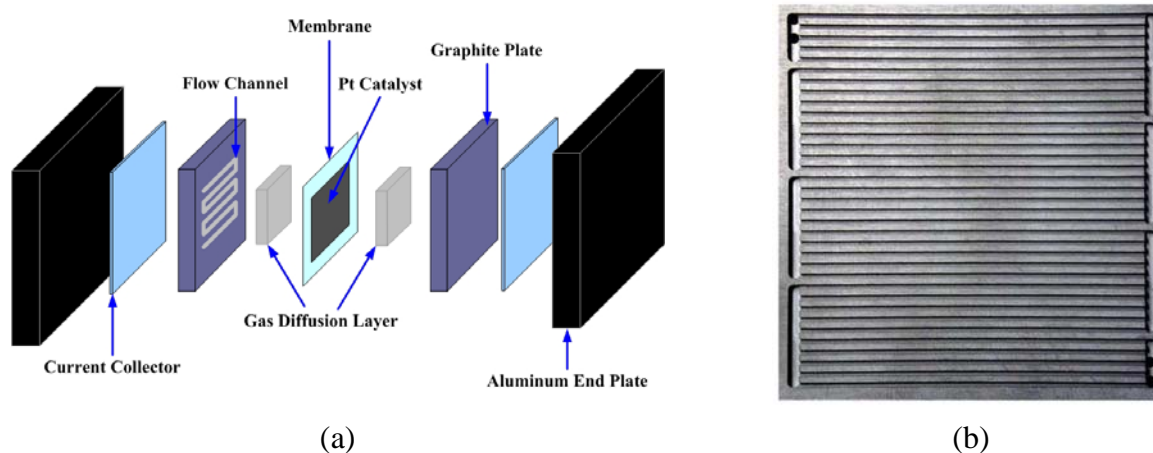 Membrane
Graphite Plate
Flow Channel
Pt Catalyst
Gas Diffusion Layer
Current Collector
Aluminum End Plate
(a)
(b)